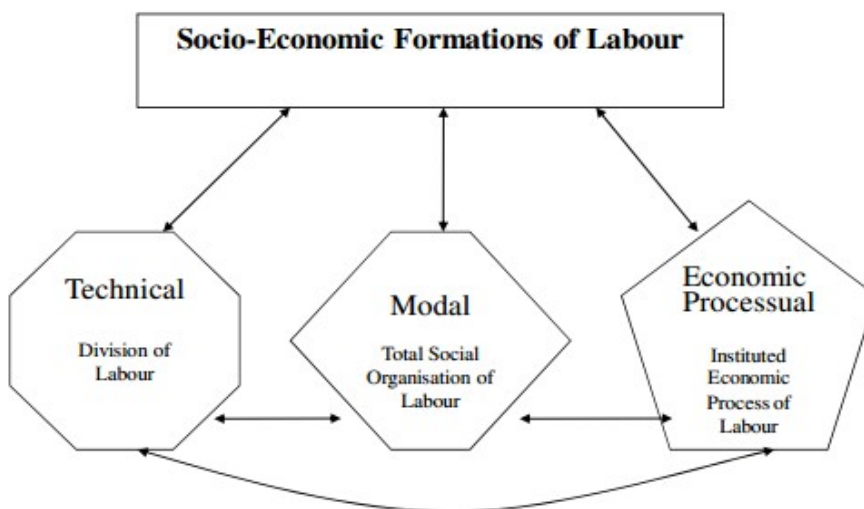 Socio-Economic Formations of Labour
Technical
Division of
Labour
Modal
Total Social
Organisation of
Labour
Economic
Processual
Instituted
Economic
Process of
Labour